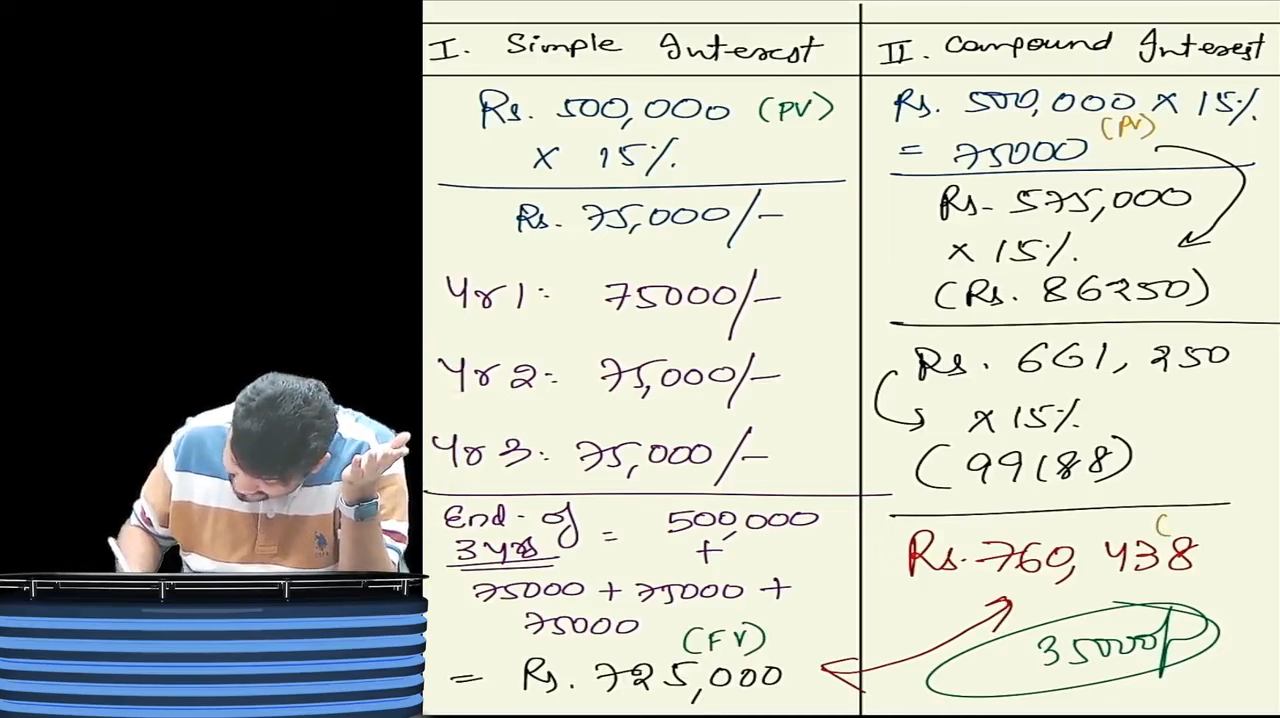 I. Simple Interest
Rs. 500,000 (PV)
× 15%
Rs. 75,000/-
Yr 1: 75000/-
Yr 2: 75,000/-
Yr 3: 75,000/-
End of
3 yrs = 500,000
+
75000 + 75000 +
75000
(FV)
= Rs. 725,000
II. Compound Interest
Rs. 500,000 × 15%
(PV)
= 75000
Rs. 575,000
× 15%
(Rs. 86250)
Rs. 661,250
× 15%
(99188)
(
Rs. 760,438
35000